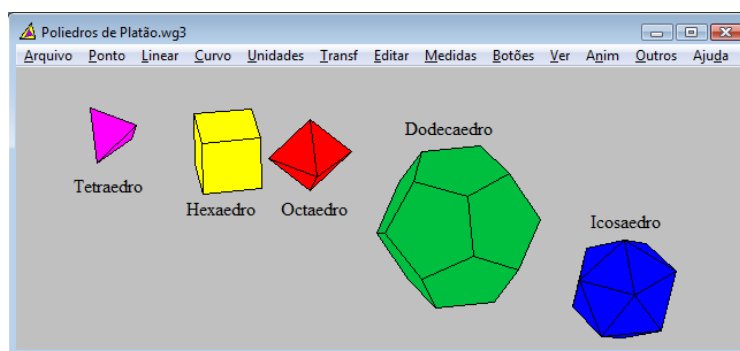 Poliedros de Platão.wg3
Arquivo Ponto Linear Curvo Unidades Transf Editar Medidas Botões Ver Anim Outros Ajuda
Dodecaedro
Tetraedro
Hexaedro
Octaedro
Icosaedro